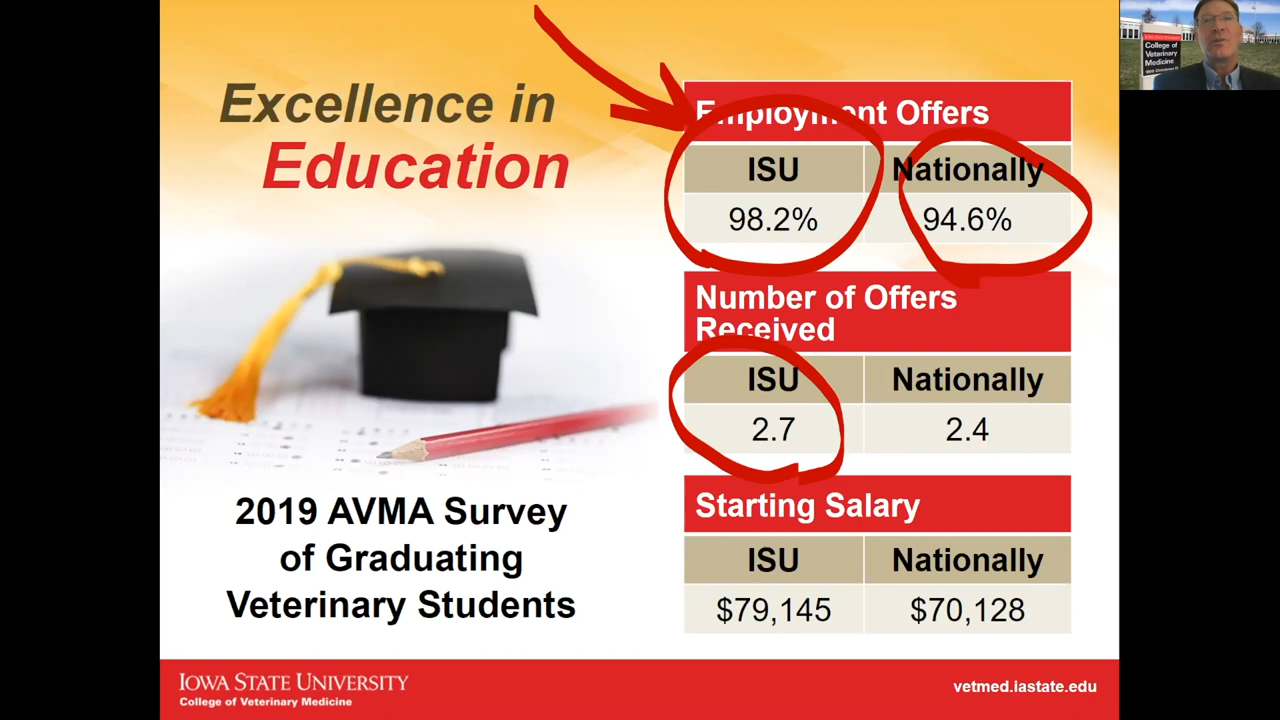 Excellence in
Education
2019 AVMA Survey
of Graduating
Veterinary Students
Employment Offers
ISU Nationally
98.2% 94.6%
Number of Offers
Received
ISU Nationally
2.7 2.4
Starting Salary
ISU Nationally
$79,145 $70,128
IOWA STATE UNIVERSITY
College of Veterinary Medicine
vetmed.iastate.edu
College of
Veterinary
Medicine